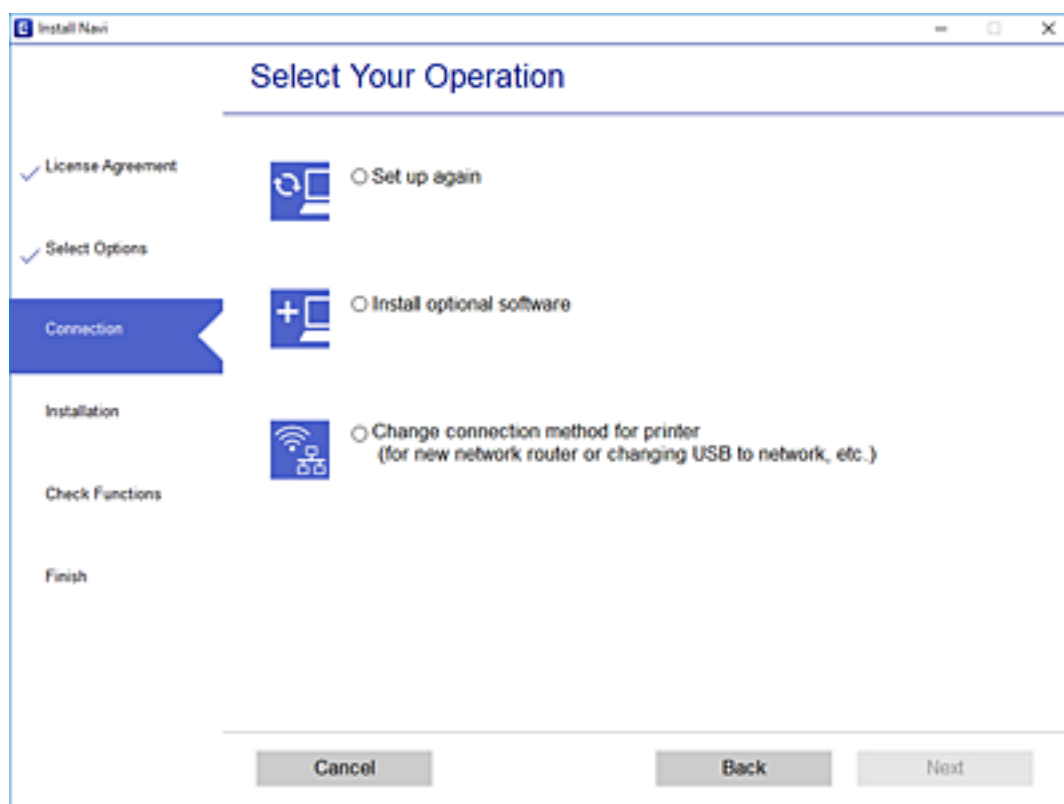 Install Navi
Select Your Operation
License Agreement
Select Options
Connection
Installation
Check Functions
Finish
Set up again
Install optional software
Change connection method for printer
(for new network router or changing USB to network, etc.)
Cancel
Back
Next